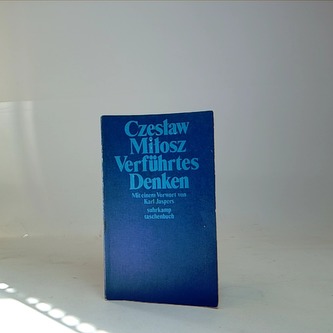 Czesław
Miłosz
Verführtes
Denken
Mit einem Vorwort von
Karl Jaspers
suhrkamp
taschenbuch